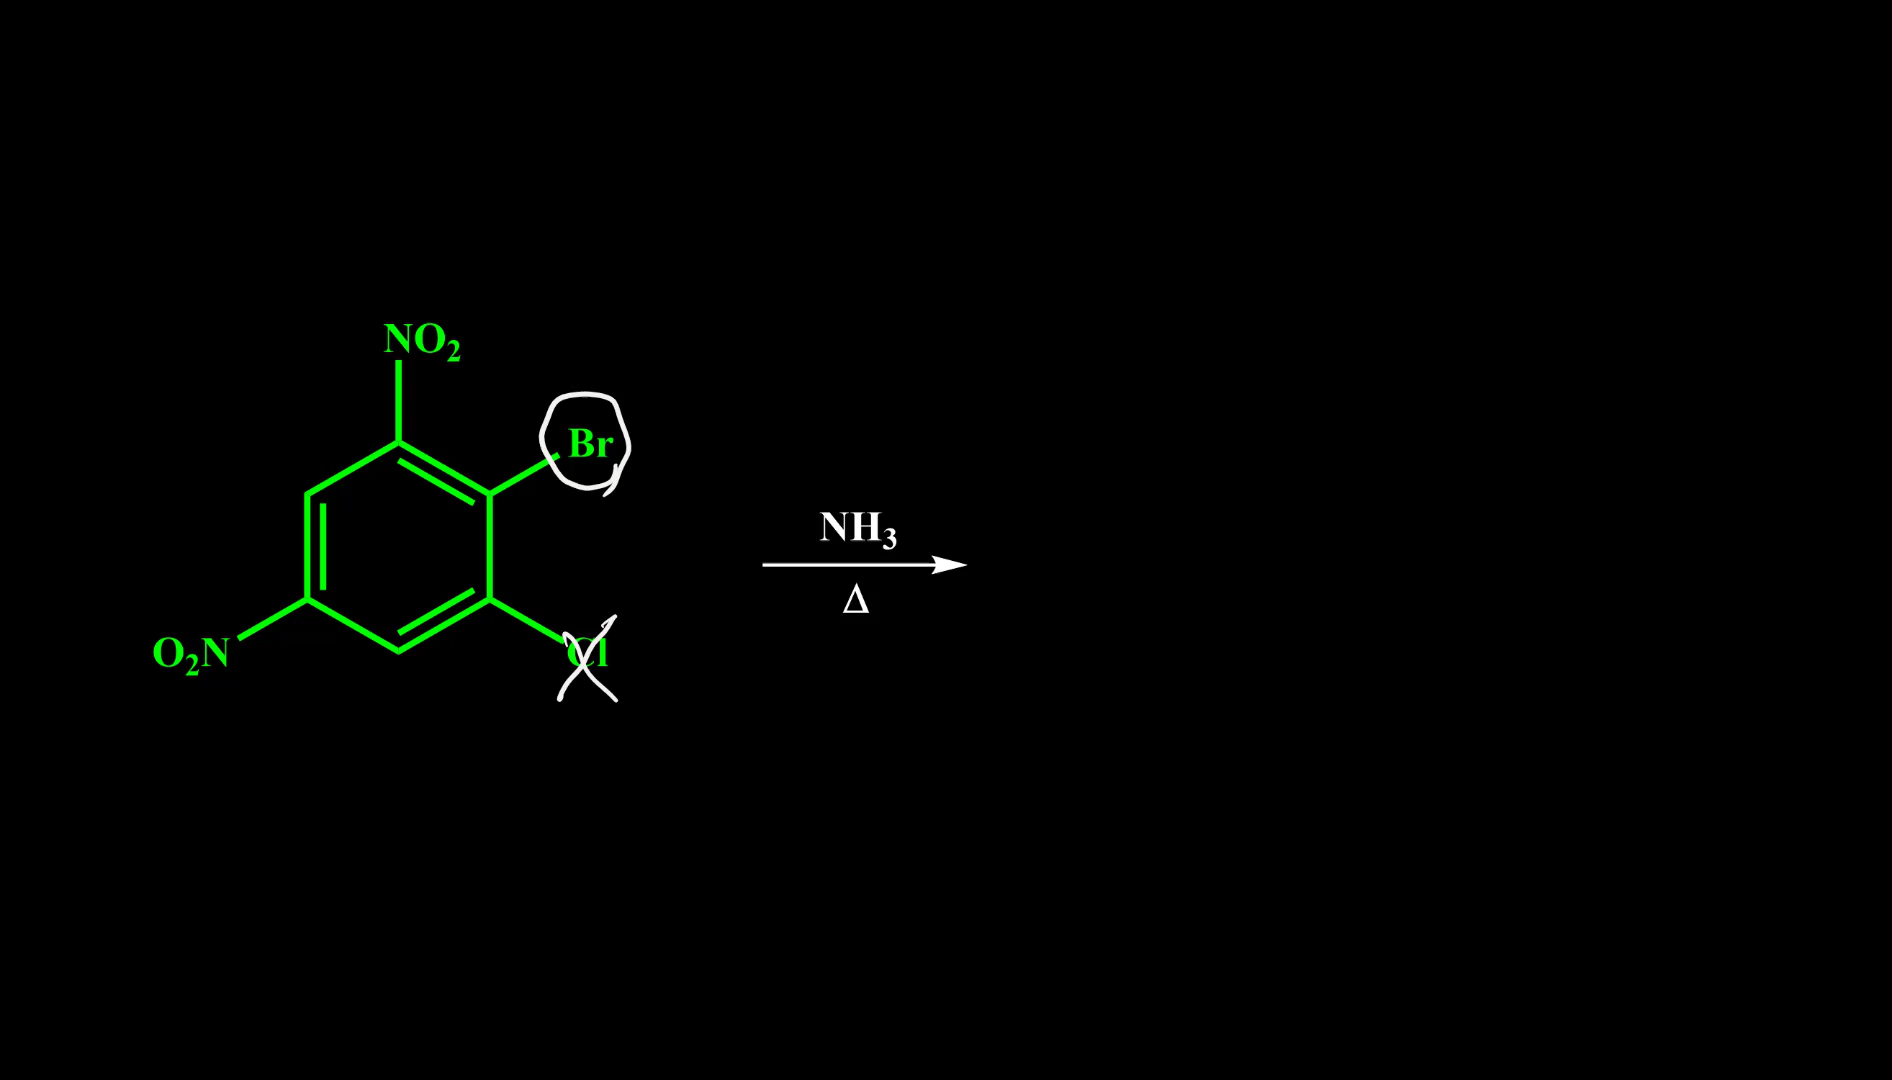 NO₂
Br
NH₃
Δ
O₂N
Cl